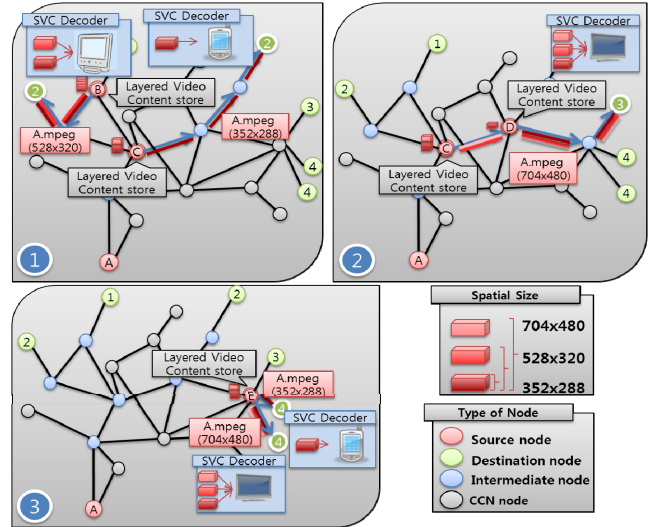 SVC Decoder
SVC Decoder
2
B
Layered Video
Content store
2
A.mpeg
(528x320)
3
A.mpeg
(352x288)
C
Layered Video
Content store
4
4
A
1
SVC Decoder
1
2
Layered Video
Content store
3
D
C
A.mpeg
(704x480)
Layered Video
Content store
4
4
A
2
1
2
2
Layered Video
Content store
3
A.mpeg
(352x288)
E
4
A.mpeg
(704x480)
4
SVC Decoder
SVC Decoder
A
3
Spatial Size
704x480
528x320
352x288
Type of Node
Source node
Destination node
Intermediate node
CCN node